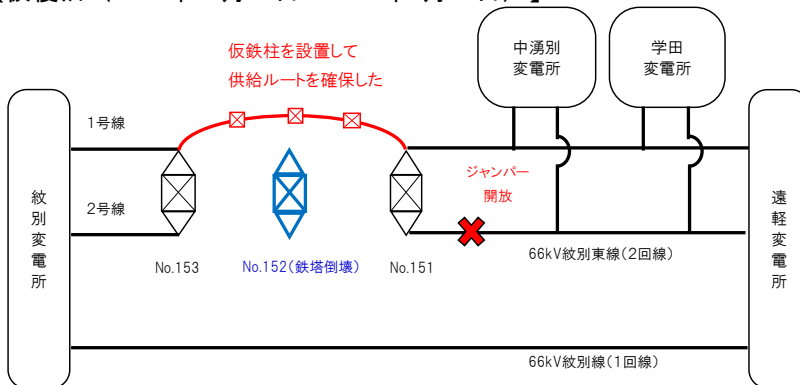 仮鉄柱を設置して
供給ルートを確保した
中湧別
変電所
学田
変電所
1号線
2号線
紋別変電所
ジャンパー
開放
遠軽変電所
No.153
No.152(鉄塔倒壊)
No.151
66kV紋別東線(2回線)
66kV紋別線(1回線)